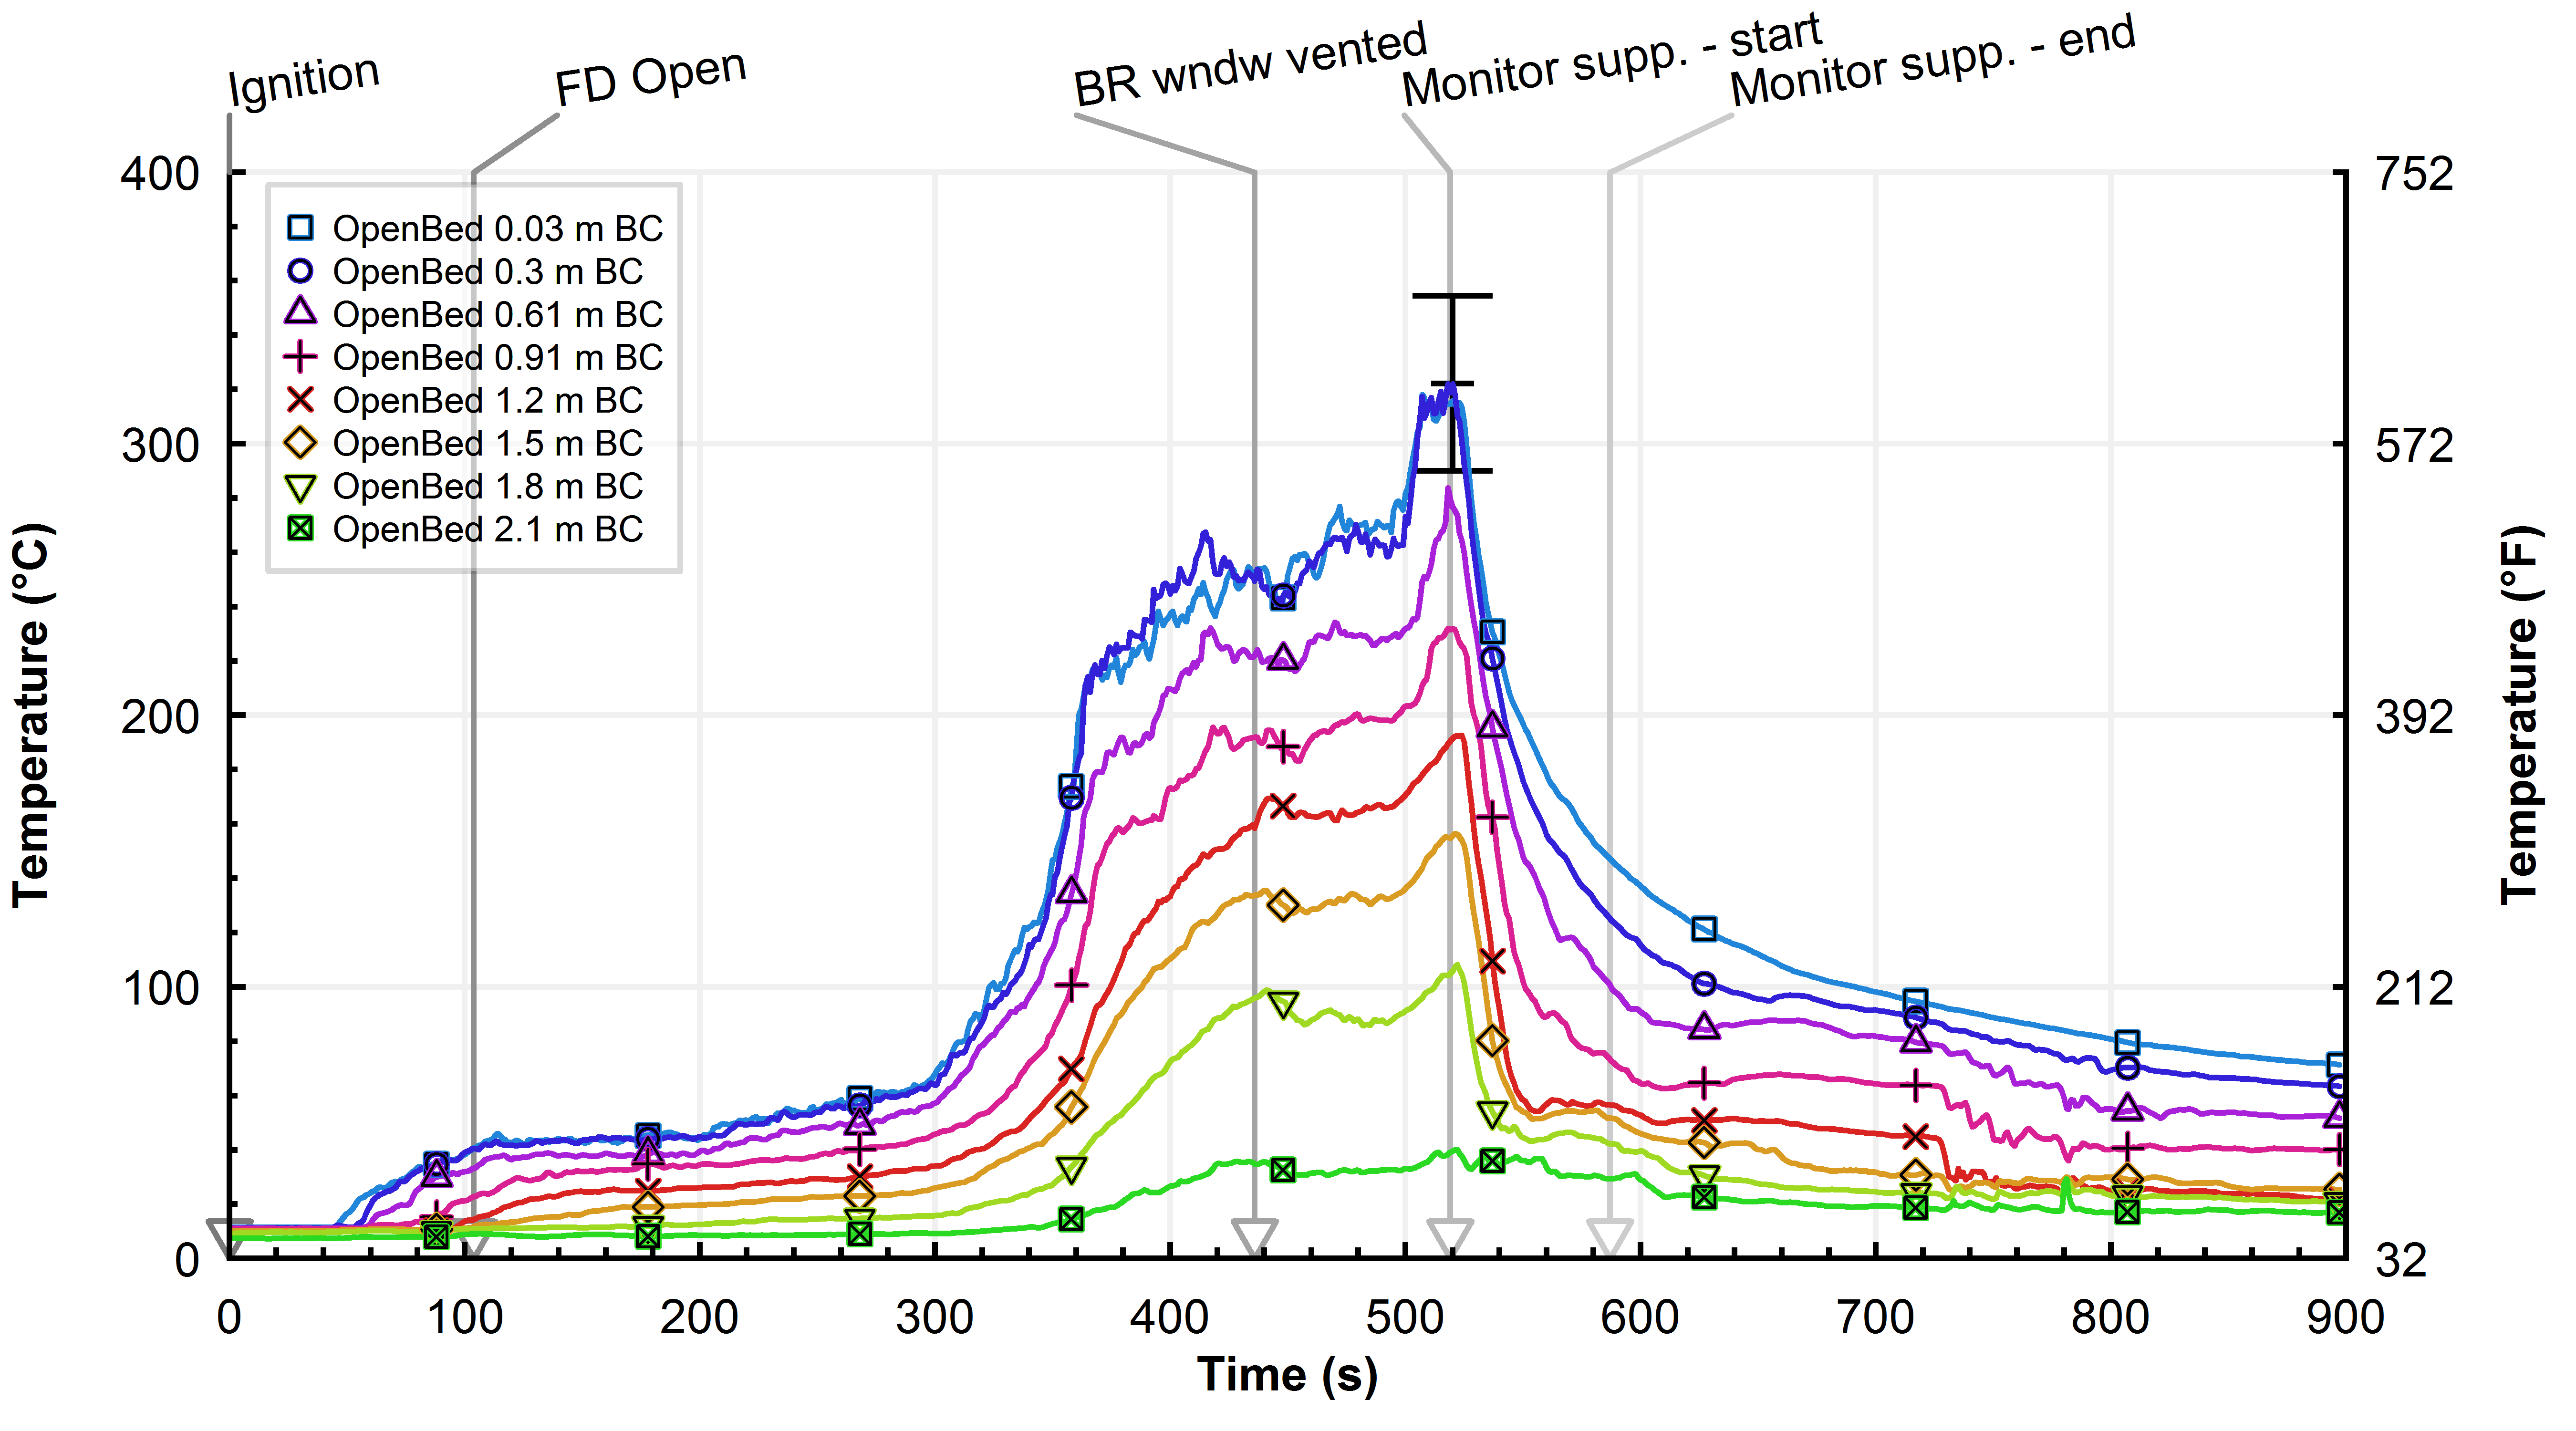 Ignition
FD Open
BR wndw vented
Monitor supp. - start
Monitor supp. - end
400
300
200
100
0
752
572
392
212
32
OpenBed 0.03 m BC
OpenBed 0.3 m BC
OpenBed 0.61 m BC
OpenBed 0.91 m BC
OpenBed 1.2 m BC
OpenBed 1.5 m BC
OpenBed 1.8 m BC
OpenBed 2.1 m BC
Temperature (°C)
Temperature (°F)
0 100 200 300 400 500 600 700 800 900
Time (s)